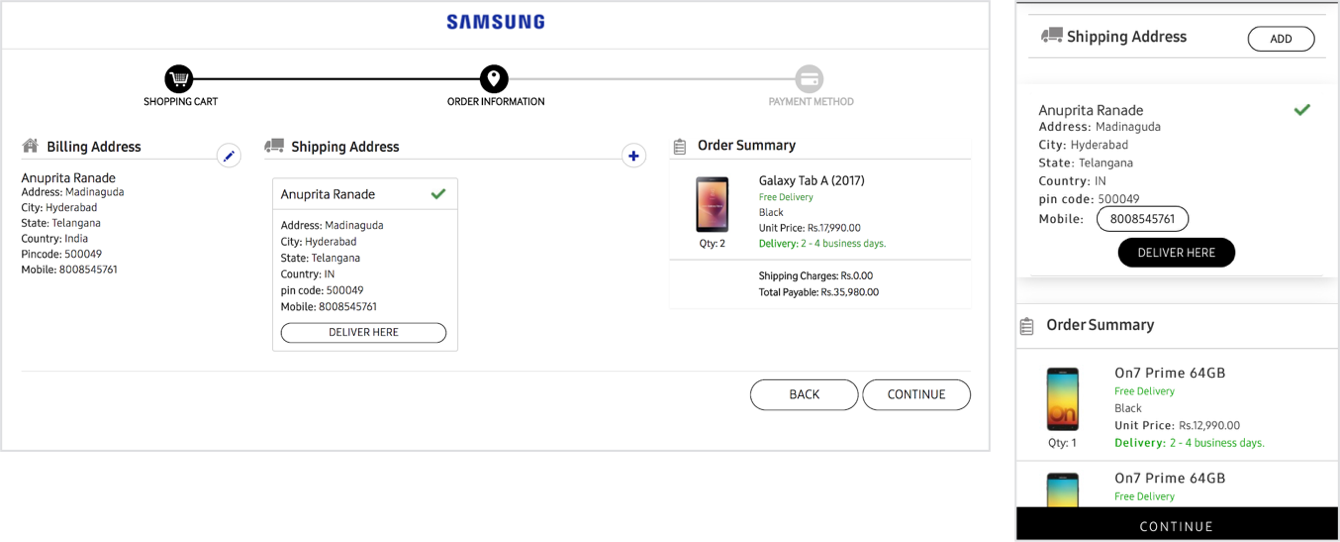 SAMSUNG
SHOPPING CART
ORDER INFORMATION
PAYMENT METHOD
Billing Address
Anuprita Ranade
Address: Madinaguda
City: Hyderabad
State: Telangana
Country: India
Pincode: 500049
Mobile: 8008545761
Shipping Address
Anuprita Ranade
Address: Madinaguda
City: Hyderabad
State: Telangana
Country: IN
pin code: 500049
Mobile: 8008545761
DELIVER HERE
Order Summary
Galaxy Tab A (2017)
Free Delivery
Black
Unit Price: Rs.17,990.00
Qty: 2
Delivery: 2 - 4 business days.
Shipping Charges: Rs.0.00
Total Payable: Rs.35,980.00
BACK
CONTINUE
Shipping Address
ADD
Anuprita Ranade
Address: Madinaguda
City: Hyderabad
State: Telangana
Country: IN
pin code: 500049
Mobile: 8008545761
DELIVER HERE
Order Summary
On7 Prime 64GB
Free Delivery
Black
Unit Price: Rs.12,990.00
On
Qty: 1
Delivery: 2 - 4 business days.
On7 Prime 64GB
Free Delivery
CONTINUE